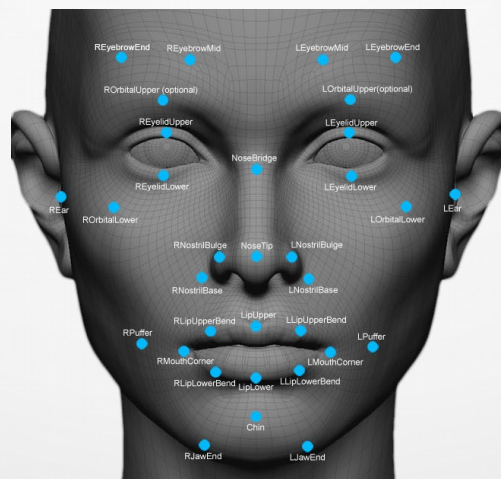 REyebrowEnd
REyebrowMid
LEyebrowMid
LEyebrowEnd
ROrbitalUpper (optional)
LOrbitalUpper(optional)
REyelidUpper
LEyelidUpper
NoseBridge
REyelidLower
LEyelidLower
REar
LEar
ROrbitalLower
LOrbitalLower
RNostrilBulge
NoseTip
LNostrilBulge
RNostrilBase
LNostrilBase
LipUpper
RLipUpperBend
LLipUpperBend
RPuffer
LPuffer
RMouthCorner
LMouthCorner
RLipLowerBend
LipLower
LLipLowerBend
Chin
RJawEnd
LJawEnd